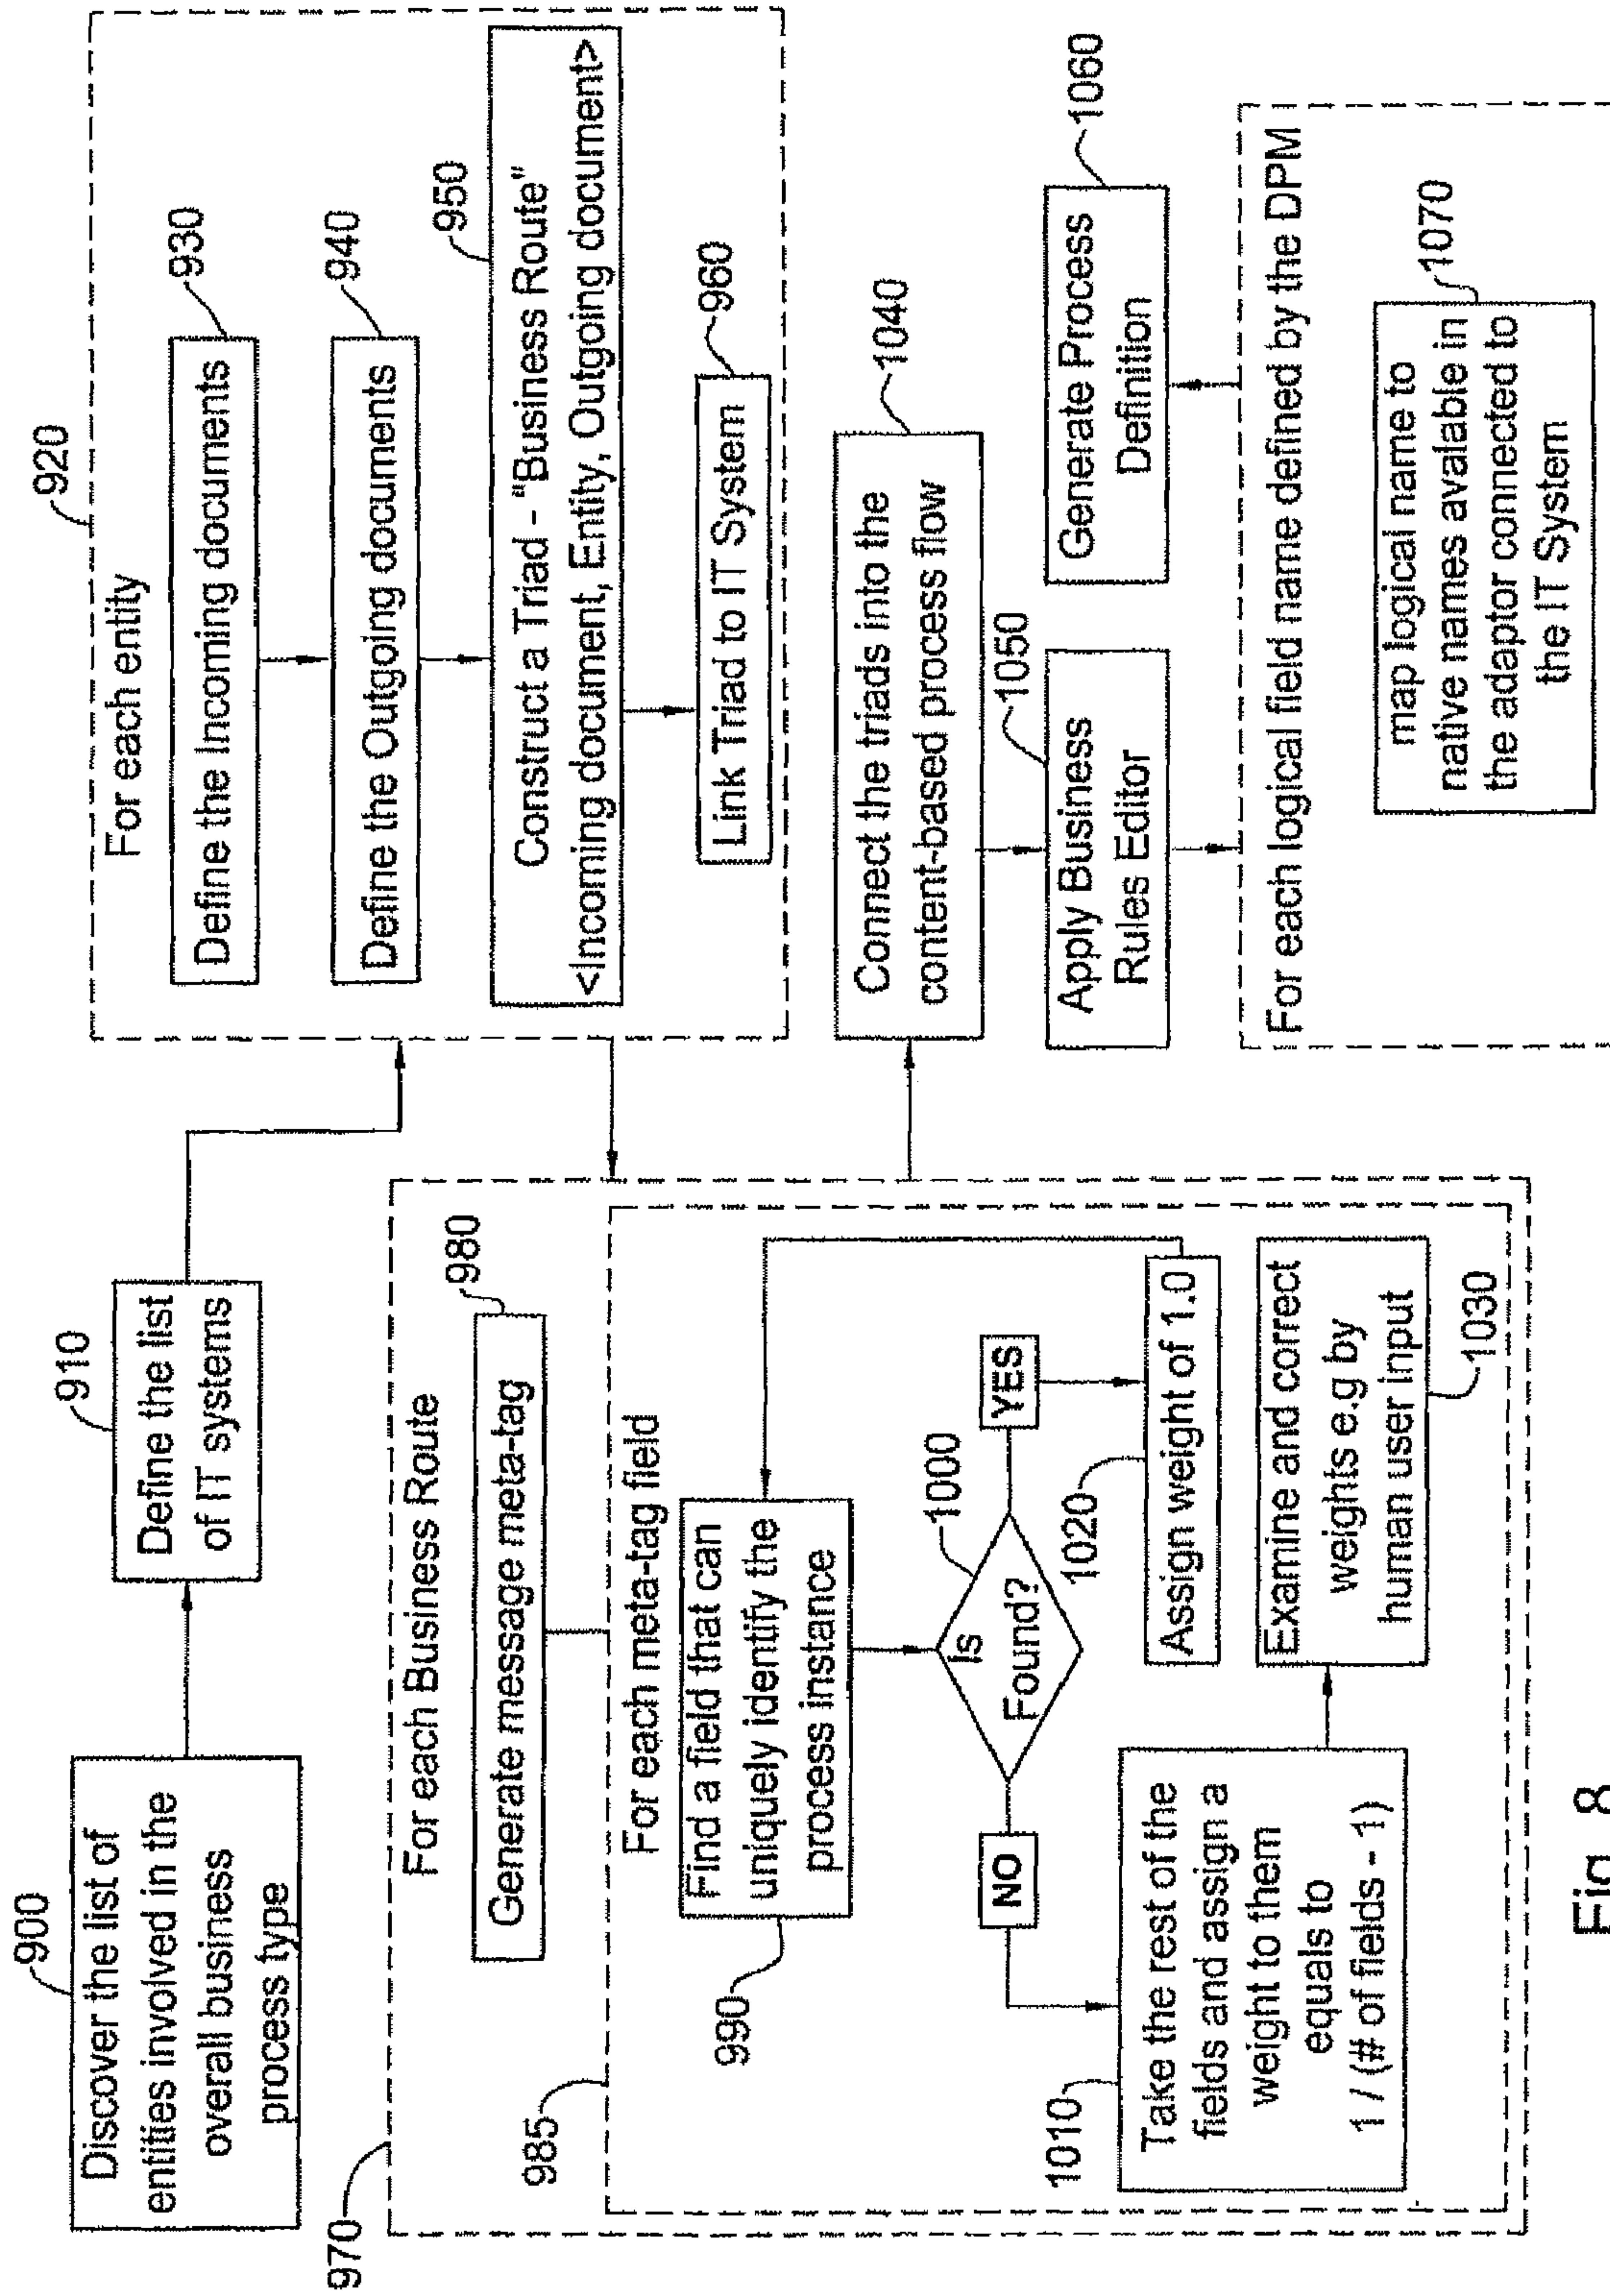 900
Discover the list of
entities involved in the
overall business
process type
910
Define the list
of IT systems
920
For each entity
930
Define the Incoming documents
940
Define the Outgoing documents
950
Construct a Triad - "Business Route"
<Incoming document, Entity, Outgoing document>
960
Link Triad to IT System
970
For each Business Route
980
Generate message meta-tag
985
For each meta-tag field
990
Find a field that can
uniquely identify the
process instance
1000
Is
Found?
NO
YES
1010
Take the rest of the
fields and assign a
weight to them
equals to
1 / (# of fields - 1)
1020
Assign weight of 1.0
Examine and correct
weights e.g by
human user input
1030
1040
Connect the triads into the
content-based process flow
1050
Apply Business
Rules Editor
1060
Generate Process
Definition
For each logical field name defined by the DPM
1070
map logical name to
native names avalable in
the adaptor connected to
the IT System
Fig. 8